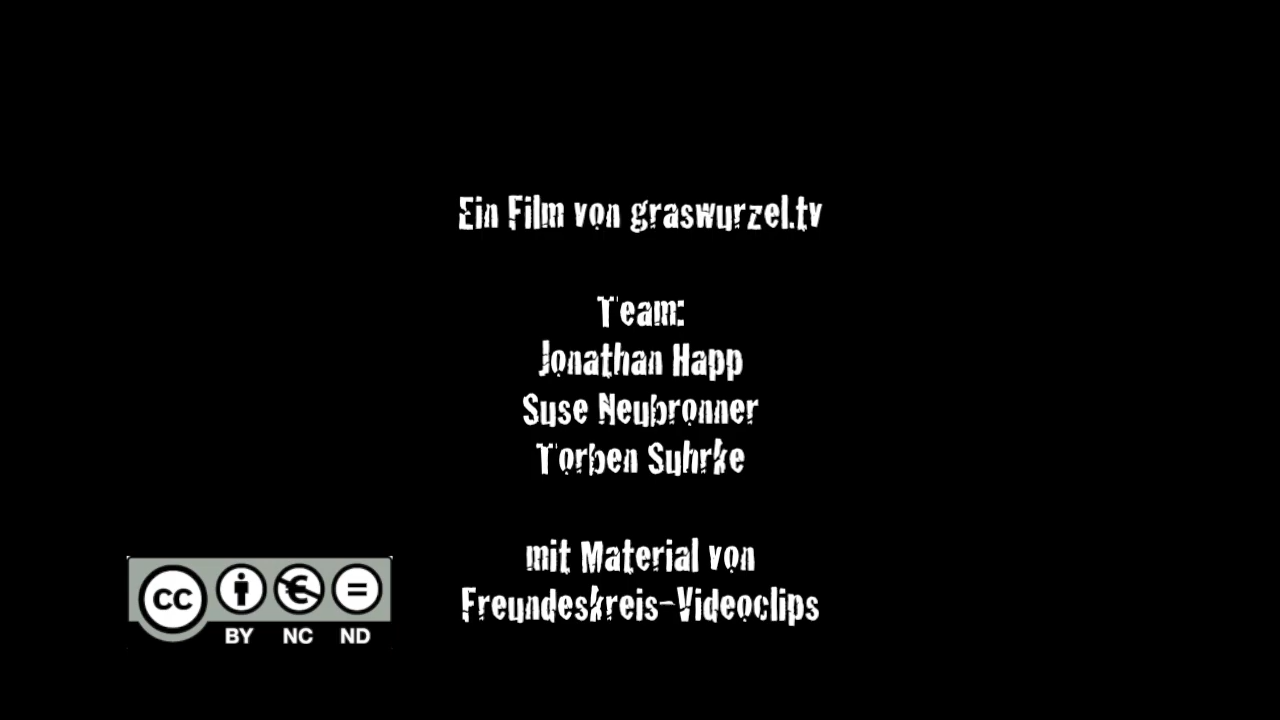 Ein Film von graswurzel.tv
Team:
Jonathan Happ
Suse Neubronner
Torben Suhrke
mit Material von
Freundeskreis-Videoclips
CC
BY NC ND